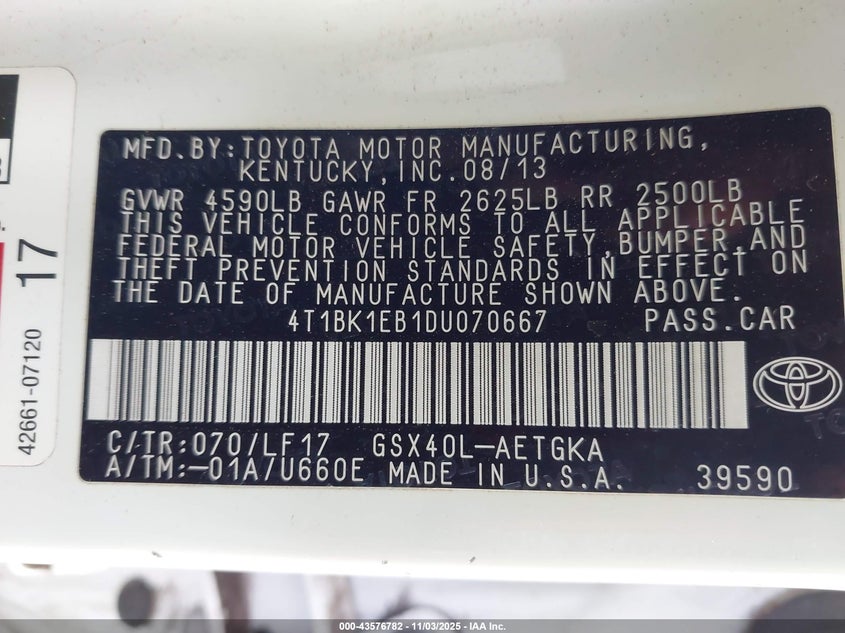 MFD.BY:TOYOTA MOTOR MANUFACTURING,
KENTUCKY,INC.08/13
GVWR 4590LB GAWR FR 2625LB RR 2500LB
THIS VEHICLE CONFORMS TO ALL APPLICABLE
FEDERAL MOTOR VEHICLE SAFETY,BUMPER,AND
THEFT PREVENTION STANDARDS IN EFFECT ON
THE DATE OF MANUFACTURE SHOWN ABOVE.
4T1BK1EB1DU070667 PASS.CAR
C/TR:070/LF17 GSX40L-AETGKA
A/TM:-01A/U660E MADE IN U.S.A. 39590
42661-07120
17
000-43576782 - 11/03/2025 - IAA Inc.